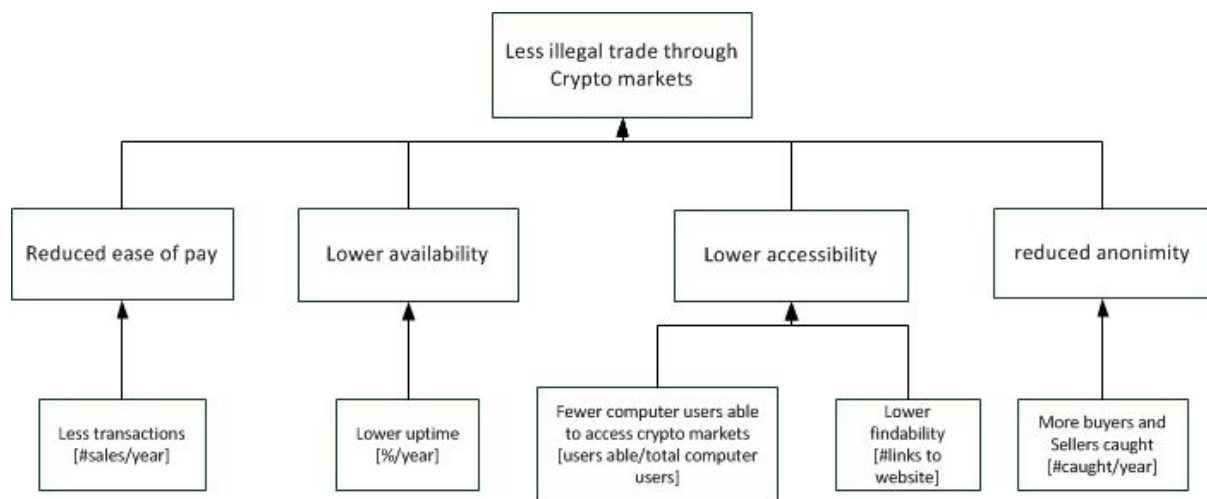 Less illegal trade through
Crypto markets
Reduced ease of pay
Lower availability
Lower accessibility
reduced anonimity
Less transactions
[#sales/year]
Lower uptime
[%/year]
Fewer computer users able
to access crypto markets
[users able/total computer
users]
Lower
findability
[#links to
website]
More buyers and
Sellers caught
[#caught/year]